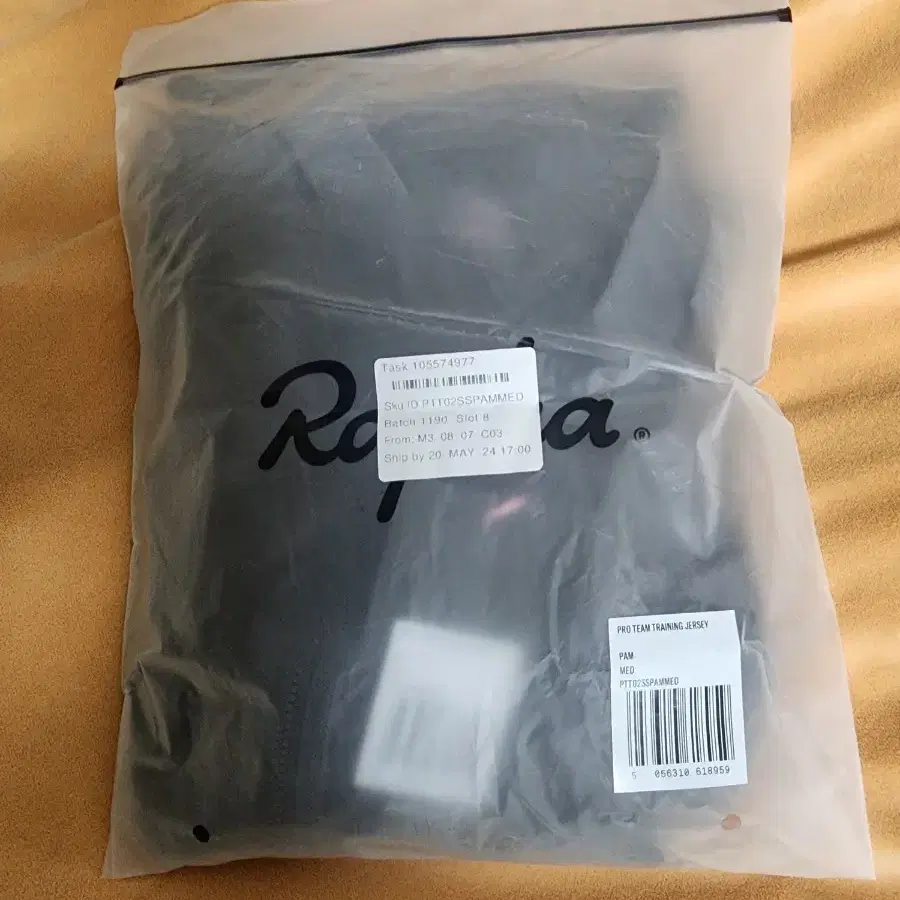 Rapha®
Task 105574977
Sku ID PTT02SSPAMMED
Batch 1190 Slot 8
From: M3 08 07 C03
Ship by 20 MAY 24 17:00
PRO TEAM TRAINING JERSEY
PAM
MED
PTT02SSPAMMED
5 056310 618959